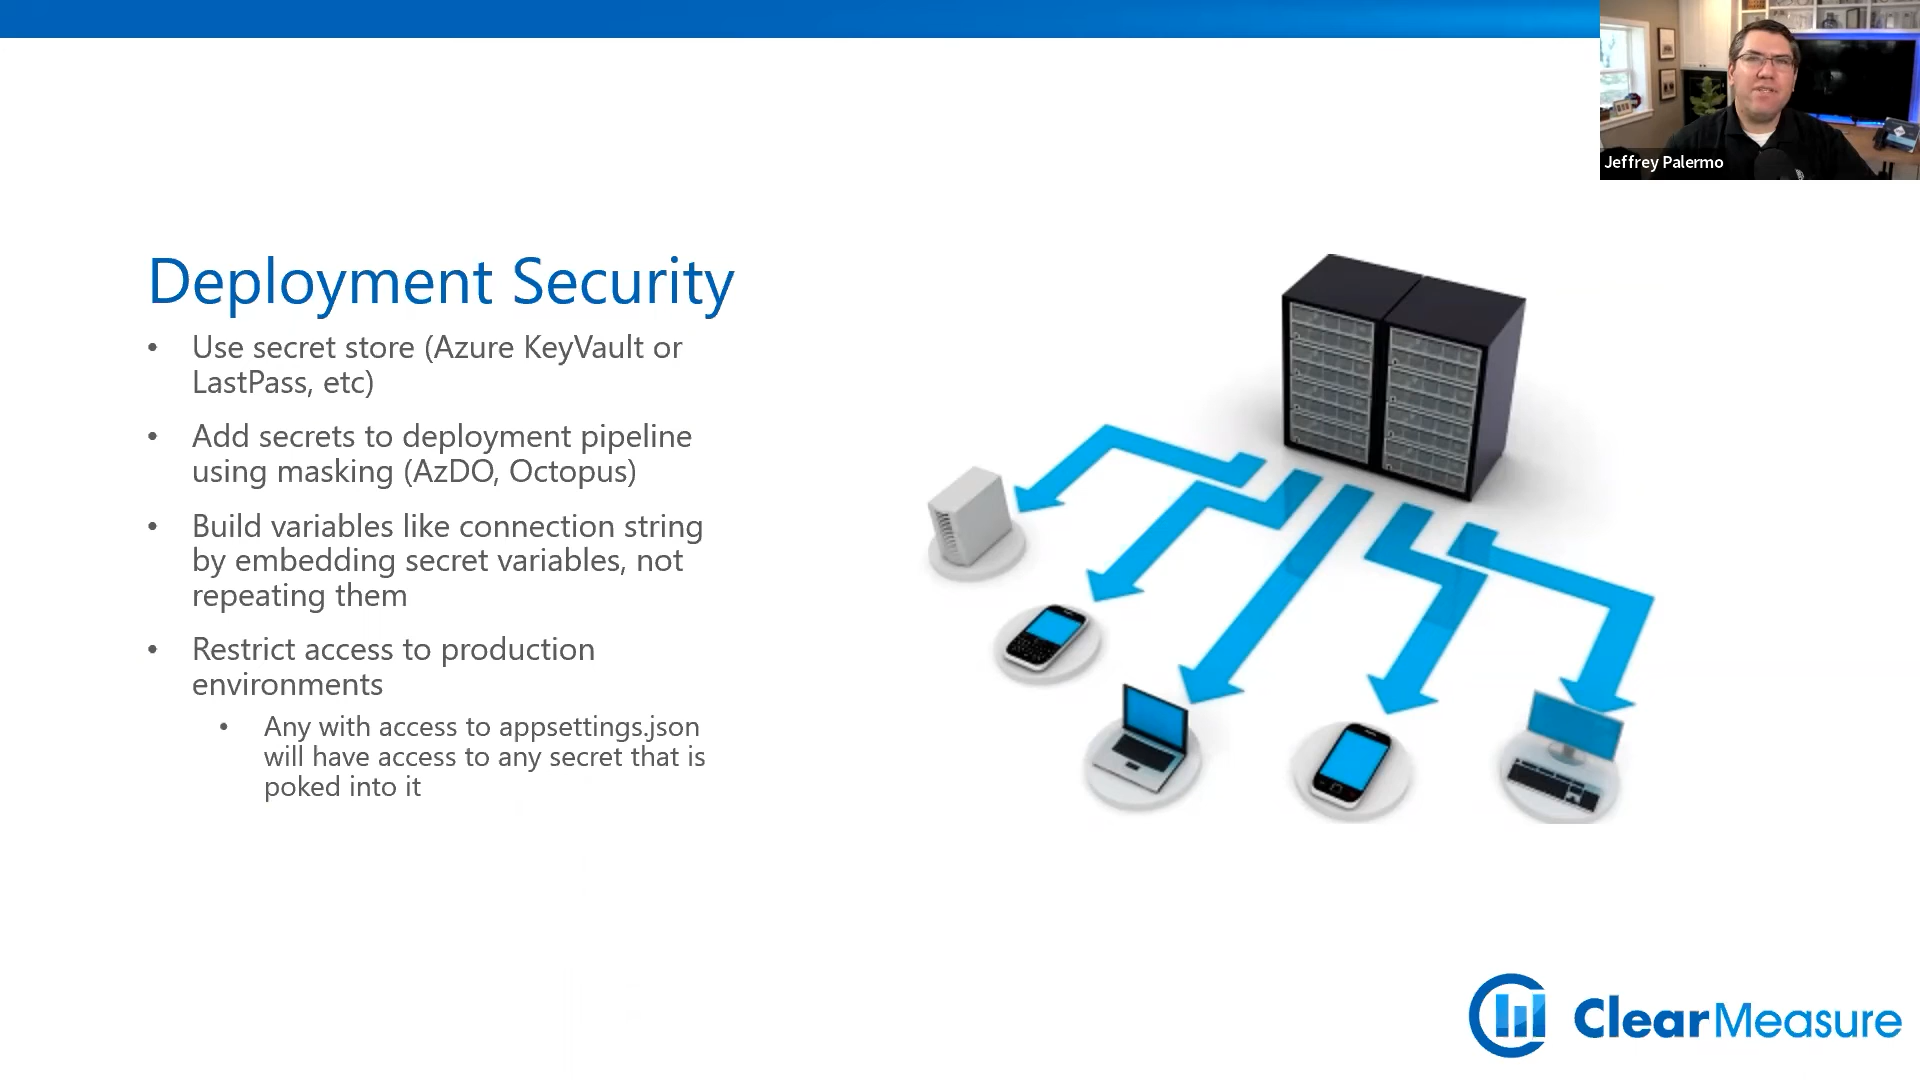 Jeffrey Palermo
Deployment Security
• Use secret store (Azure KeyVault or
LastPass, etc)
• Add secrets to deployment pipeline
using masking (AzDO, Octopus)
• Build variables like connection string
by embedding secret variables, not
repeating them
• Restrict access to production
environments
• Any with access to appsettings.json
will have access to any secret that is
poked into it
ClearMeasure